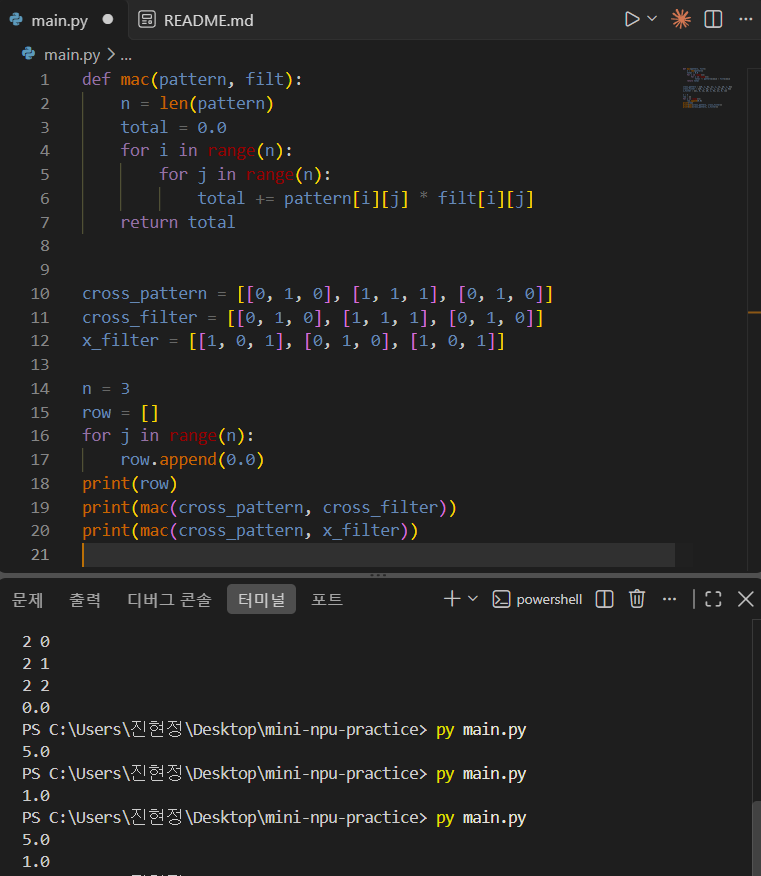 main.py
README.md
main.py > ...
1 def mac(pattern, filt):
2     n = len(pattern)
3     total = 0.0
4     for i in range(n):
5         for j in range(n):
6             total += pattern[i][j] * filt[i][j]
7     return total
8
9
10 cross_pattern = [[0, 1, 0], [1, 1, 1], [0, 1, 0]]
11 cross_filter = [[0, 1, 0], [1, 1, 1], [0, 1, 0]]
12 x_filter = [[1, 0, 1], [0, 1, 0], [1, 0, 1]]
13
14 n = 3
15 row = []
16 for j in range(n):
17     row.append(0.0)
18 print(row)
19 print(mac(cross_pattern, cross_filter))
20 print(mac(cross_pattern, x_filter))
21
문제 출력 디버그 콘솔 터미널 포트 powershell
2 0
2 1
2 2
0.0
PS C:\Users\진현정\Desktop\mini-npu-practice> py main.py
5.0
PS C:\Users\진현정\Desktop\mini-npu-practice> py main.py
1.0
PS C:\Users\진현정\Desktop\mini-npu-practice> py main.py
5.0
1.0